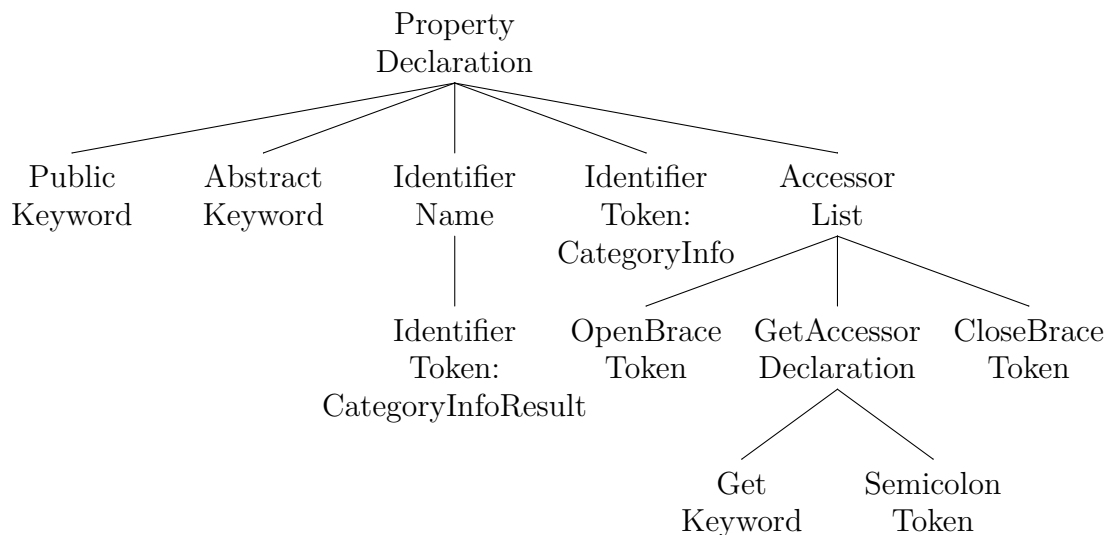 Property
Declaration
Public
Keyword
Abstract
Keyword
Identifier
Name
Identifier
Token:
CategoryInfo
Accessor
List
Identifier
Token:
CategoryInfoResult
OpenBrace
Token
GetAccessor
Declaration
CloseBrace
Token
Get
Keyword
Semicolon
Token